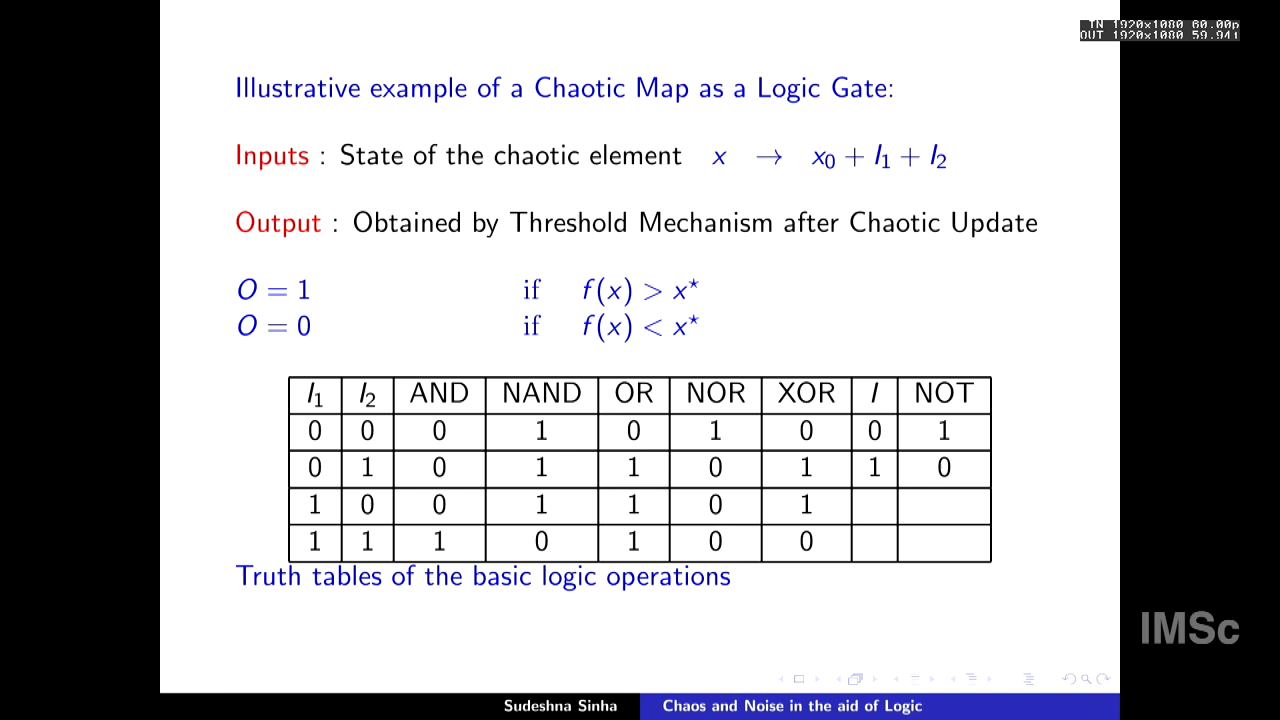 IN 1920x1080 60.00p
OUT 1920x1080 59.94i
Illustrative example of a Chaotic Map as a Logic Gate:
Inputs : State of the chaotic element x → x₀ + I₁ + I₂
Output : Obtained by Threshold Mechanism after Chaotic Update
O = 1 if f(x) > x⋆
O = 0 if f(x) < x⋆
I₁ I₂ AND NAND OR NOR XOR I NOT
0 0 0 1 0 1 0 0 1
0 1 0 1 1 0 1 1 0
1 0 0 1 1 0 1
1 1 1 0 1 0 0
Truth tables of the basic logic operations
IMSc
Sudeshna Sinha Chaos and Noise in the aid of Logic